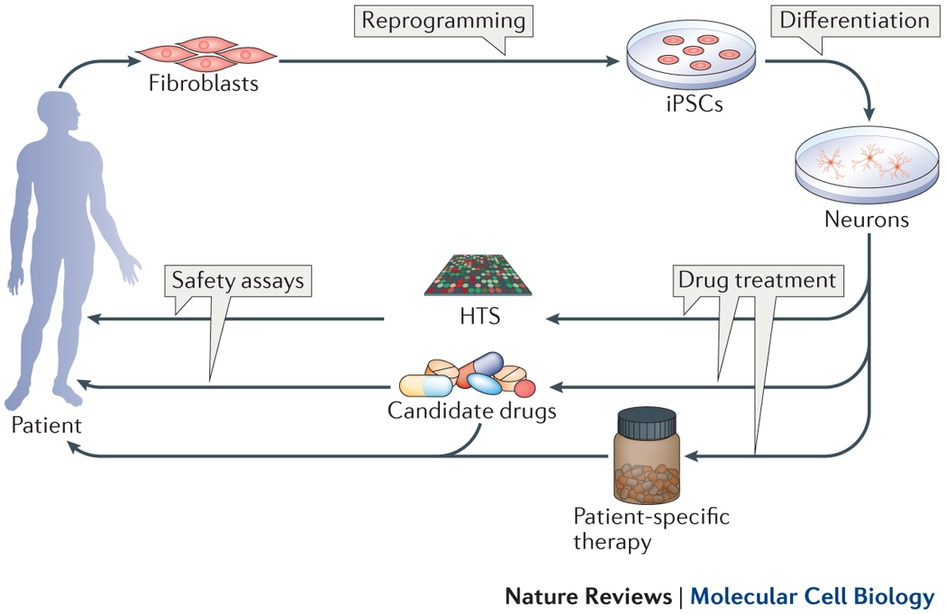 Reprogramming
Differentiation
Fibroblasts
iPSCs
Neurons
Safety assays
Drug treatment
HTS
Candidate drugs
Patient
Patient-specific
therapy
Nature Reviews | Molecular Cell Biology